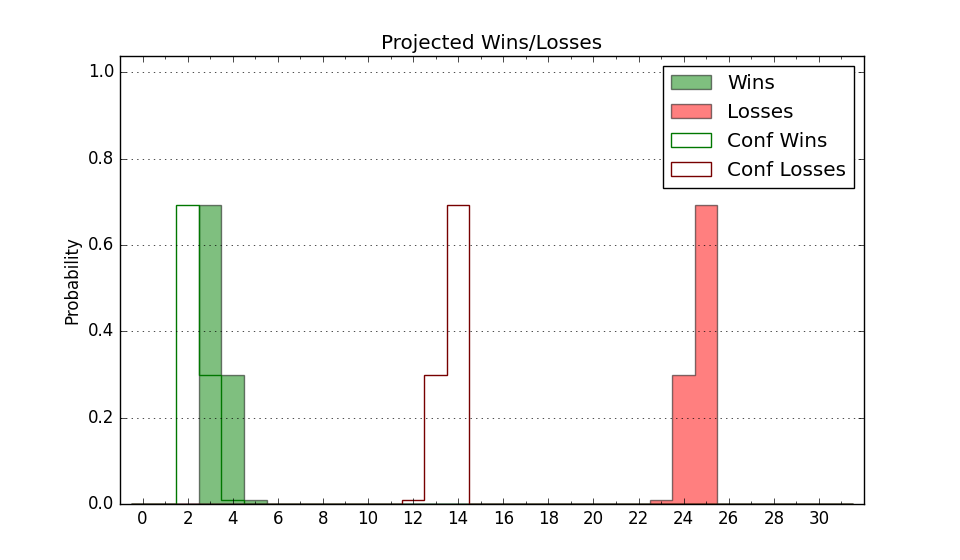 Projected Wins/Losses
1.0
0.8
0.6
0.4
0.2
0.0
Probability
Wins
Losses
Conf Wins
Conf Losses
0 2 4 6 8 10 12 14 16 18 20 22 24 26 28 30